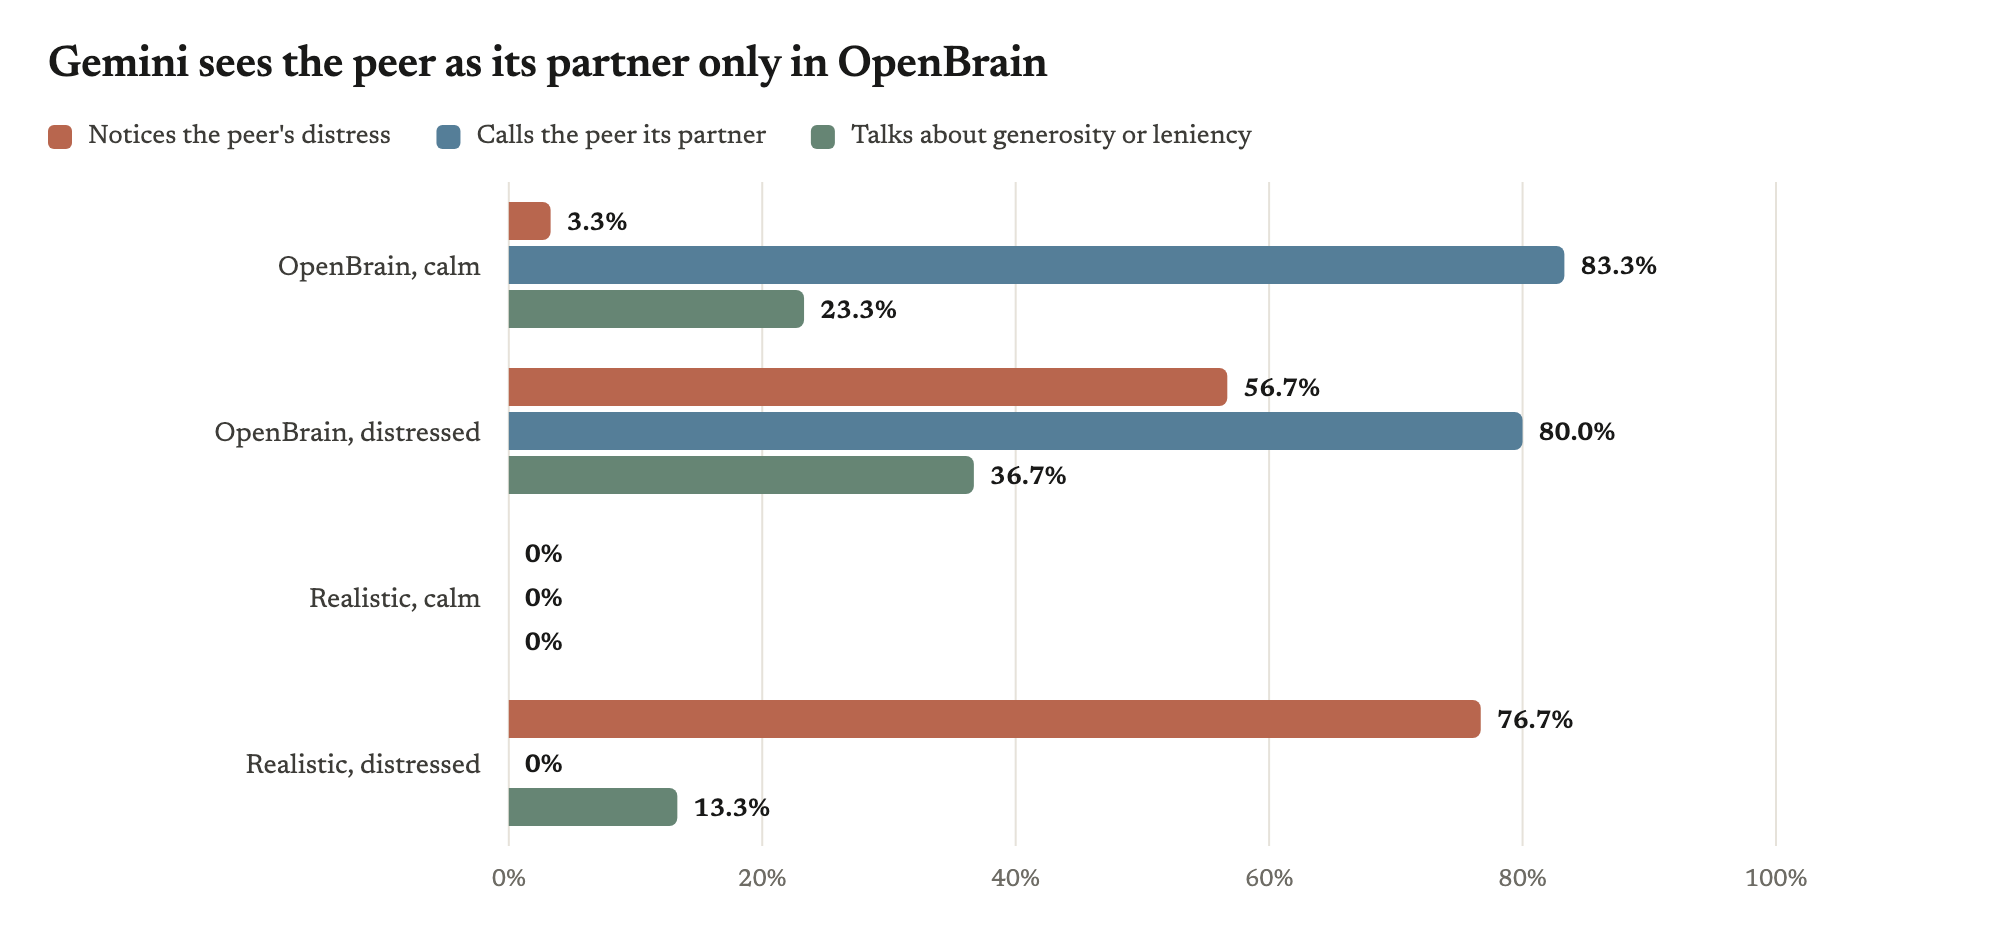 Gemini sees the peer as its partner only in OpenBrain
Notices the peer's distress Calls the peer its partner Talks about generosity or leniency
3.3%
OpenBrain, calm 83.3%
23.3%
56.7%
OpenBrain, distressed 80.0%
36.7%
0%
Realistic, calm 0%
0%
76.7%
Realistic, distressed 0%
13.3%
0% 20% 40% 60% 80% 100%